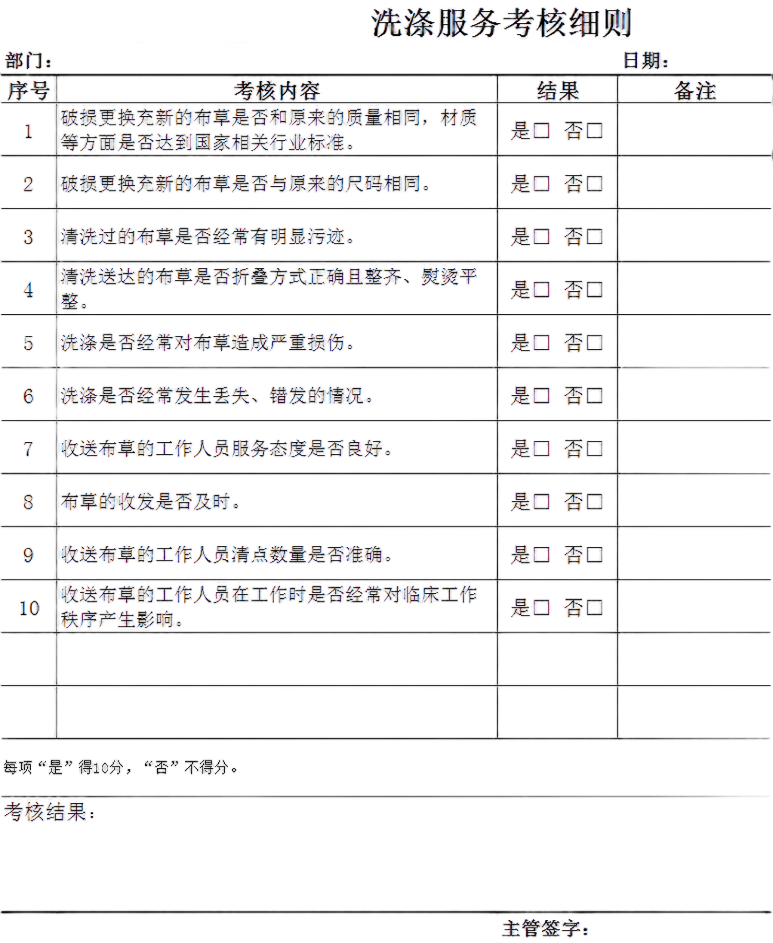 洗涤服务考核细则
部门： 日期：
序号 考核内容 结果 备注
1 破损更换充新的布草是否和原来的质量相同，材质
等方面是否达到国家相关行业标准。 是□ 否□
2 破损更换充新的布草是否与原来的尺码相同。 是□ 否□
3 清洗过的布草是否经常有明显污迹。 是□ 否□
4 清洗送达的布草是否折叠方式正确且整齐、熨烫平
整。 是□ 否□
5 洗涤是否经常对布草造成严重损伤。 是□ 否□
6 洗涤是否经常发生丢失、错发的情况。 是□ 否□
7 收送布草的工作人员服务态度是否良好。 是□ 否□
8 布草的收发是否及时。 是□ 否□
9 收送布草的工作人员清点数量是否准确。 是□ 否□
10 收送布草的工作人员在工作时是否经常对临床工作
秩序产生影响。 是□ 否□
每项“是”得10分，“否”不得分。
考核结果：
主管签字：